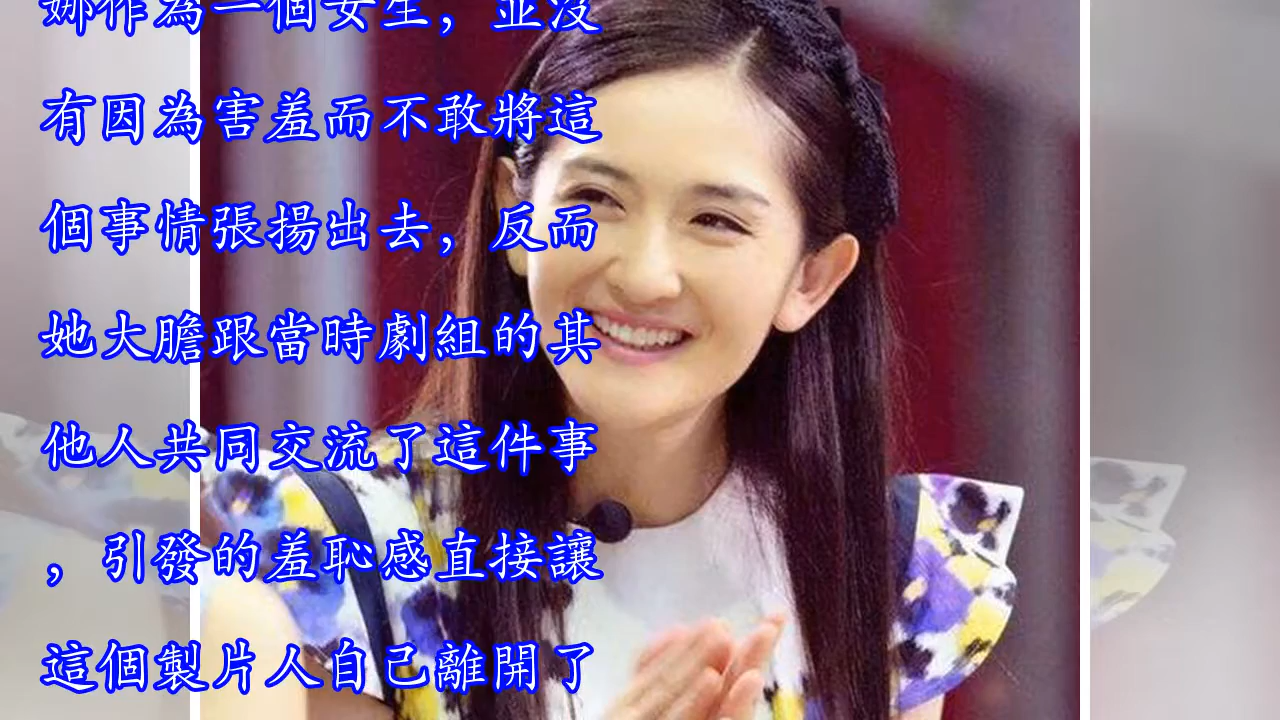 娜作為一個女生，並沒
有因為害羞而不敢將這
個事情張揚出去，反而
她大膽跟當時劇組的其
他人共同交流了這件事
，引發的羞恥感直接讓
這個製片人自己離開了